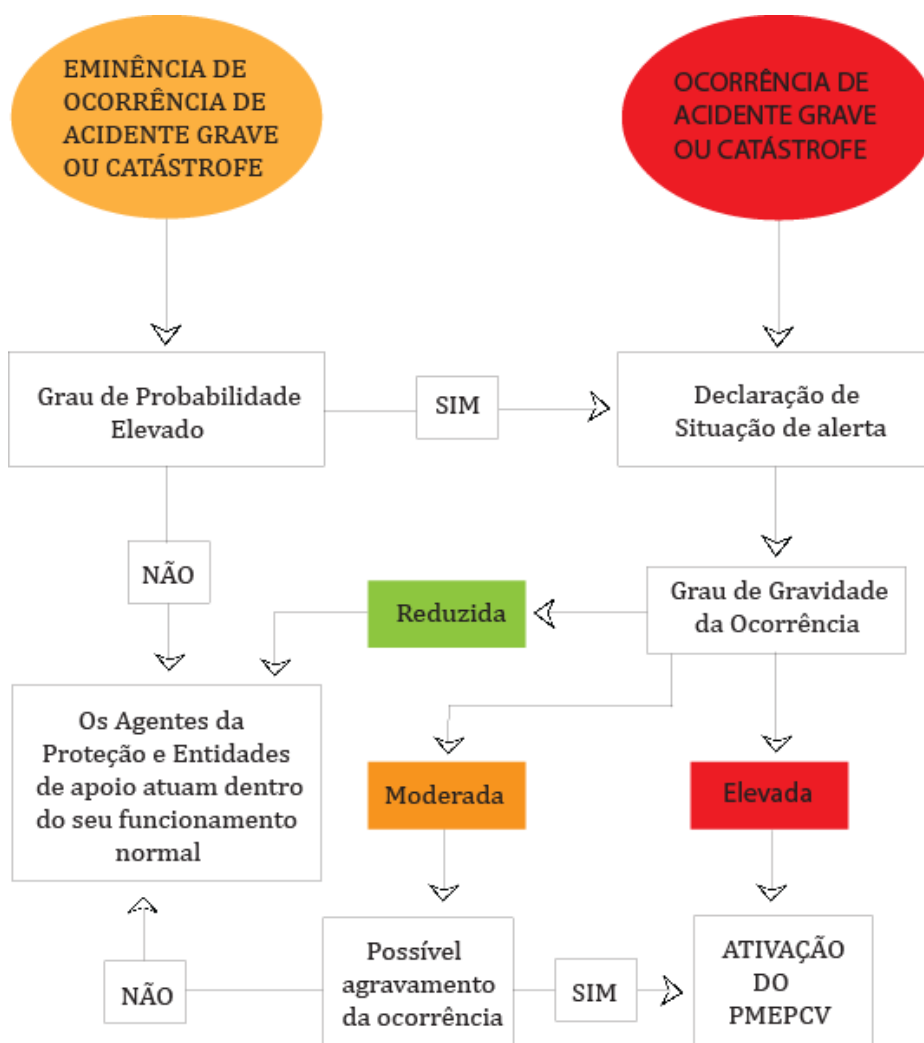 EMINÊNCIA DE
OCORRÊNCIA DE
ACIDENTE GRAVE
OU CATÁSTROFE
OCORRÊNCIA DE
ACIDENTE GRAVE
OU CATÁSTROFE
Grau de Probabilidade
Elevado
SIM
Declaração de
Situação de alerta
NÃO
Reduzida
Grau de Gravidade
da Ocorrência
Os Agentes da
Proteção e Entidades
de apoio atuam dentro
do seu funcionamento
normal
Moderada
Elevada
NÃO
Possível
agravamento
da ocorrência
SIM
ATIVAÇÃO
DO
PMEPCV